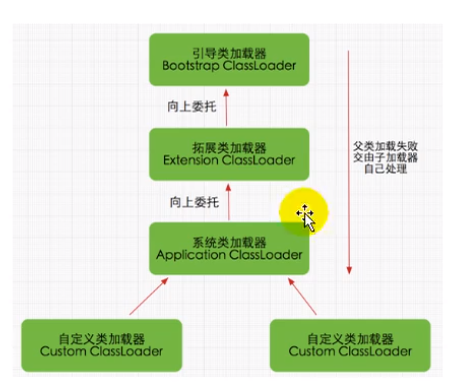 引导类加载器
Bootstrap ClassLoader
向上委托
拓展类加载器
Extension ClassLoader
父类加载失败
交由子加载器
自己处理
向上委托
系统类加载器
Application ClassLoader
自定义类加载器
Custom ClassLoader
自定义类加载器
Custom ClassLoader